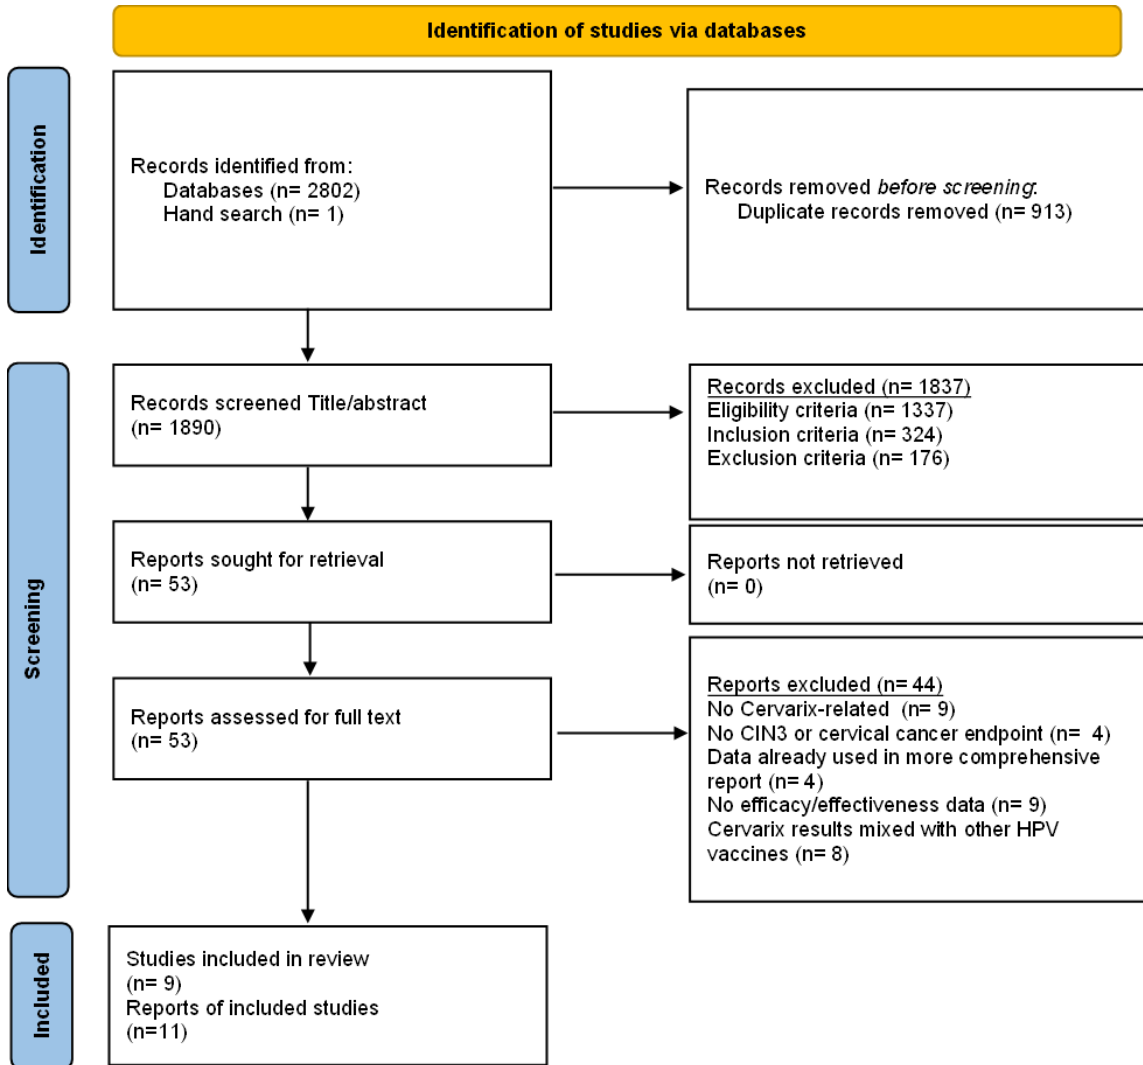 Identification of studies via databases
Identification
Records identified from:
Databases (n= 2802)
Hand search (n= 1)
Records removed before screening:
Duplicate records removed (n= 913)
Screening
Records screened Title/abstract
(n= 1890)
Records excluded (n= 1837)
Eligibility criteria (n= 1337)
Inclusion criteria (n= 324)
Exclusion criteria (n= 176)
Reports sought for retrieval
(n= 53)
Reports not retrieved
(n= 0)
Reports assessed for full text
(n= 53)
Reports excluded (n= 44)
No Cervarix-related (n= 9)
No CIN3 or cervical cancer endpoint (n= 4)
Data already used in more comprehensive
report (n= 4)
No efficacy/effectiveness data (n= 9)
Cervarix results mixed with other HPV
vaccines (n= 8)
Included
Studies included in review
(n= 9)
Reports of included studies
(n=11)